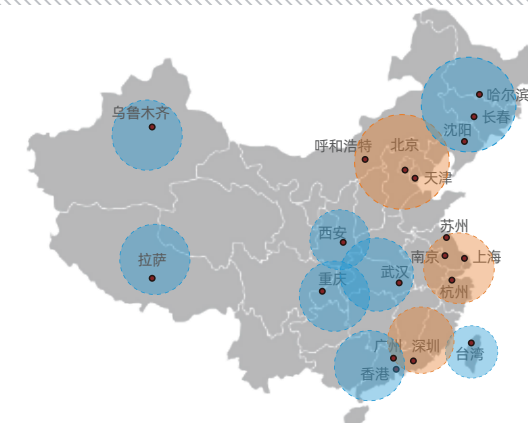 哈尔滨
乌鲁木齐
长春
沈阳
呼和浩特
北京
天津
苏州
西安
南京
上海
拉萨
武汉
重庆
杭州
广州
深圳
台湾
香港